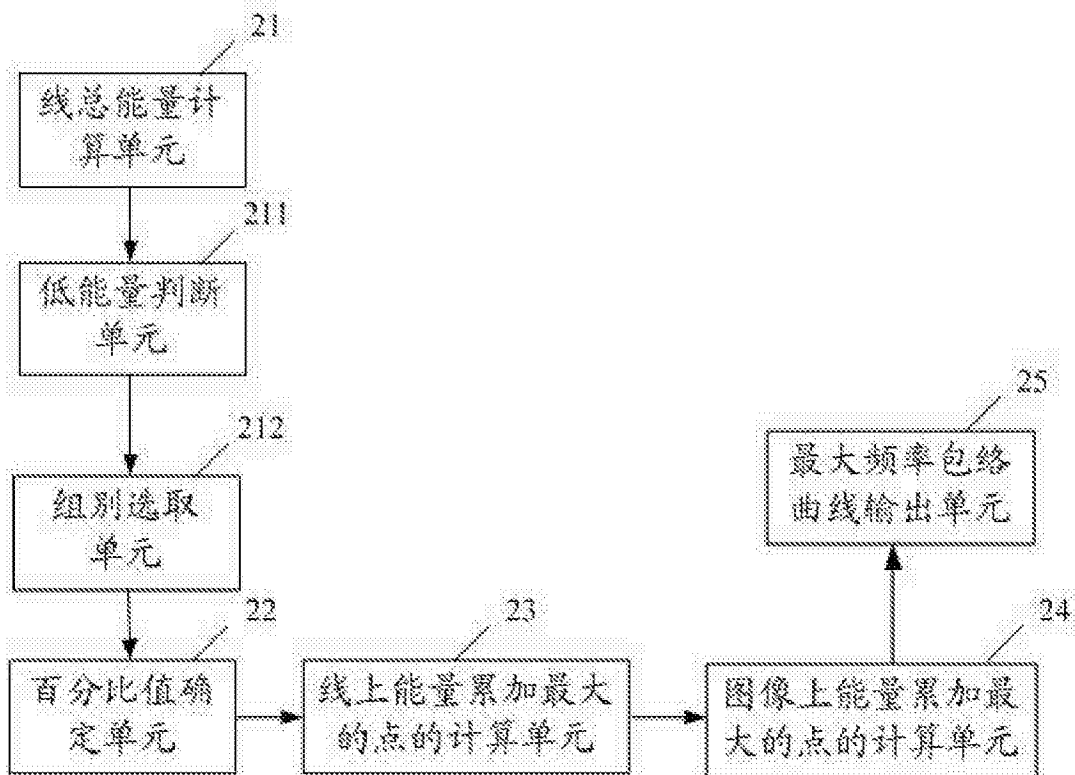 21
线总能量计
算单元
211
低能量判断
单元
212
组别选取
单元
22
百分比值确
定单元
23
线上能量累加最大
的点的计算单元
24
图像上能量累加最
大的点的计算单元
25
最大频率包络
曲线输出单元